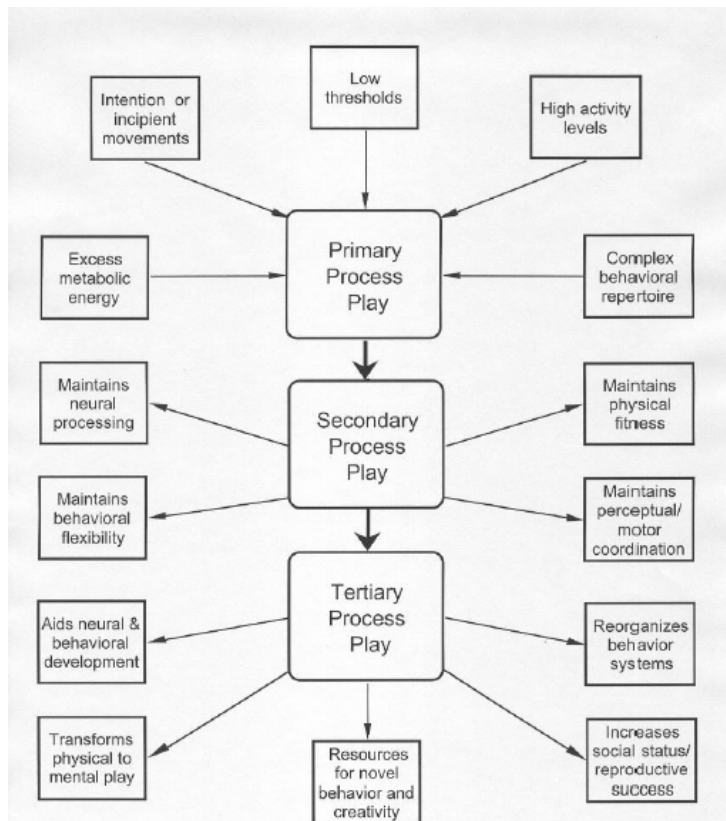 Intention or
incipient
movements
Low
thresholds
High activity
levels
Excess
metabolic
energy
Primary
Process
Play
Complex
behavioral
repertoire
Maintains
neural
processing
Secondary
Process
Play
Maintains
physical
fitness
Maintains
behavioral
flexibility
Maintains
perceptual/
motor
coordination
Aids neural &
behavioral
development
Tertiary
Process
Play
Reorganizes
behavior
systems
Transforms
physical to
mental play
Resources
for novel
behavior and
creativity
Increases
social status/
reproductive
success